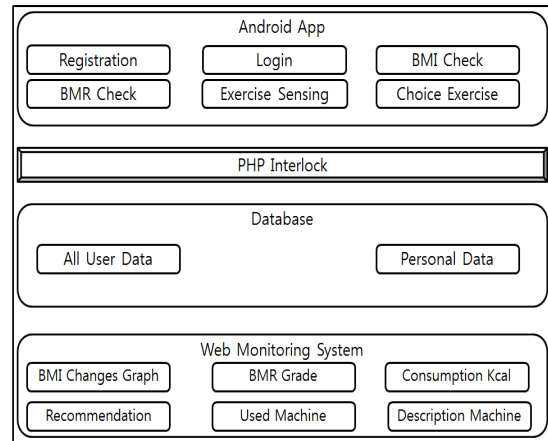 Android App
Registration Login BMI Check
BMR Check Exercise Sensing Choice Exercise
PHP Interlock
Database
All User Data Personal Data
Web Monitoring System
BMI Changes Graph BMR Grade Consumption Kcal
Recommendation Used Machine Description Machine